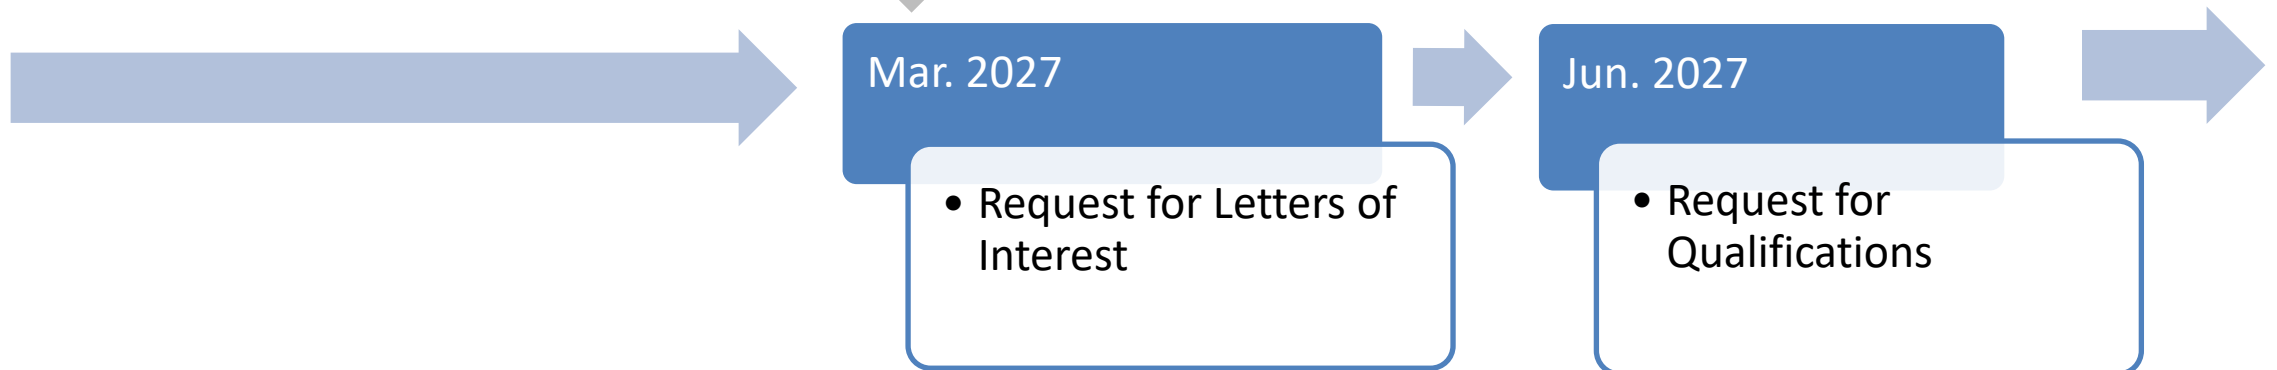 Mar. 2027
• Request for Letters of
Interest
Jun. 2027
• Request for
Qualifications